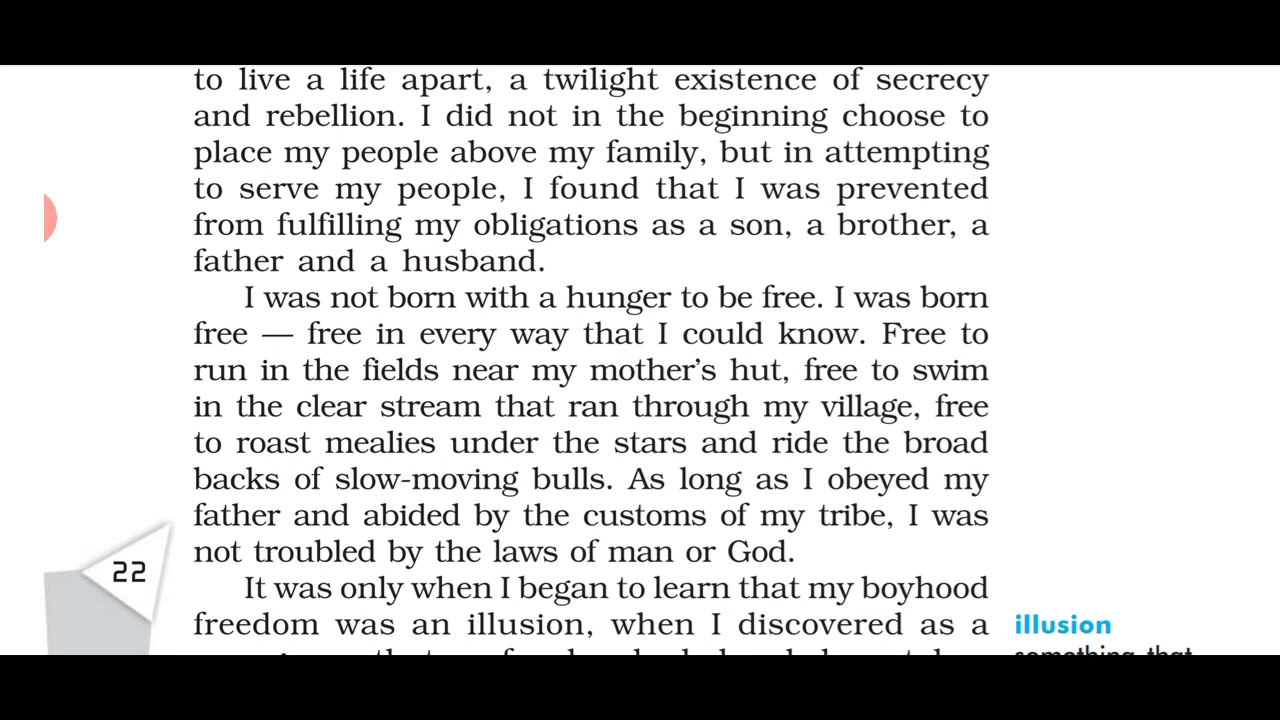 to live a life apart, a twilight existence of secrecy
and rebellion. I did not in the beginning choose to
place my people above my family, but in attempting
to serve my people, I found that I was prevented
from fulfilling my obligations as a son, a brother, a
father and a husband.
I was not born with a hunger to be free. I was born
free — free in every way that I could know. Free to
run in the fields near my mother's hut, free to swim
in the clear stream that ran through my village, free
to roast mealies under the stars and ride the broad
backs of slow-moving bulls. As long as I obeyed my
father and abided by the customs of my tribe, I was
not troubled by the laws of man or God.
22
It was only when I began to learn that my boyhood
freedom was an illusion, when I discovered as a
illusion
something that